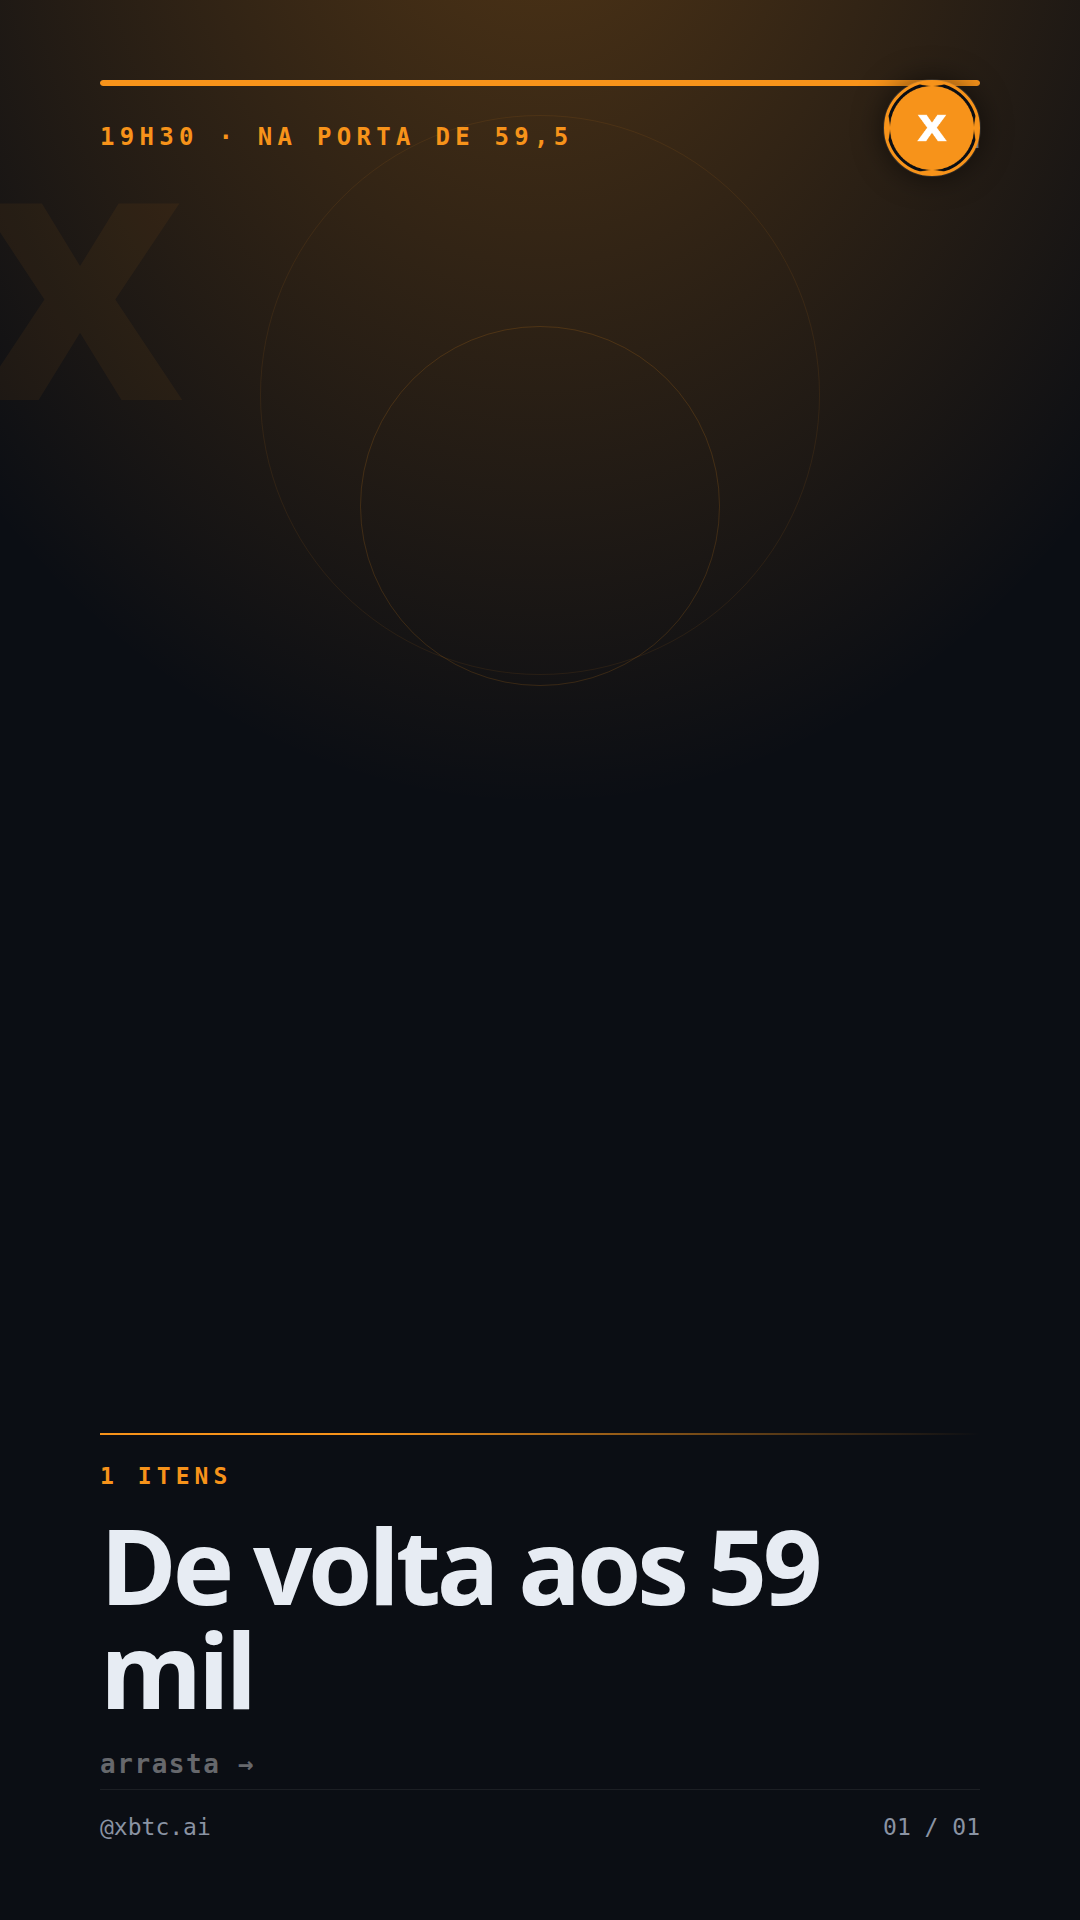 19H30 · NA PORTA DE 59,5
X
X
1 ITENS
De volta aos 59
mil
arrasta →
@xbtc.ai
01 / 01